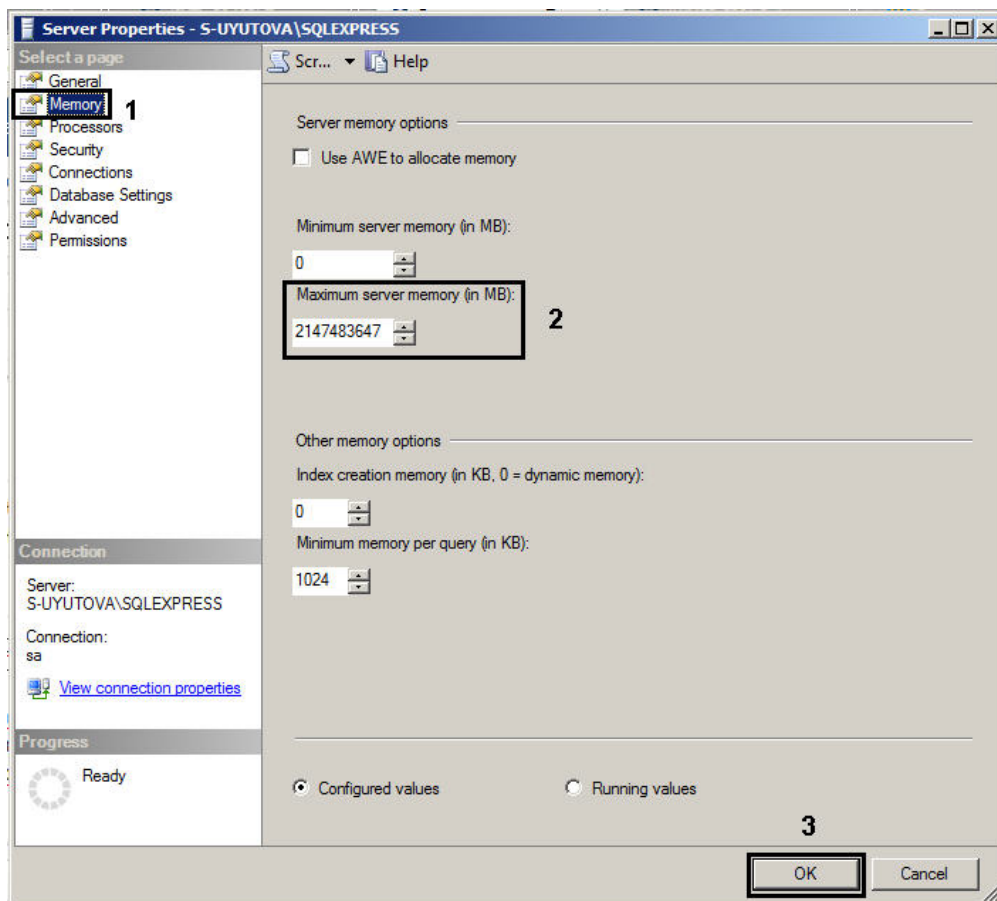 Server Properties - S-UYUTOVA\SQLEXPRESS
Select a page
General
Memory
1
Processors
Security
Connections
Database Settings
Advanced
Permissions
Scr...
Help
Server memory options
Use AWE to allocate memory
Minimum server memory (in MB):
0
Maximum server memory (in MB):
2147483647
2
Other memory options
Index creation memory (in KB, 0 = dynamic memory):
0
Minimum memory per query (in KB):
1024
Connection
Server:
S-UYUTOVA\SQLEXPRESS
Connection:
sa
View connection properties
Progress
Ready
Configured values
Running values
3
OK
Cancel